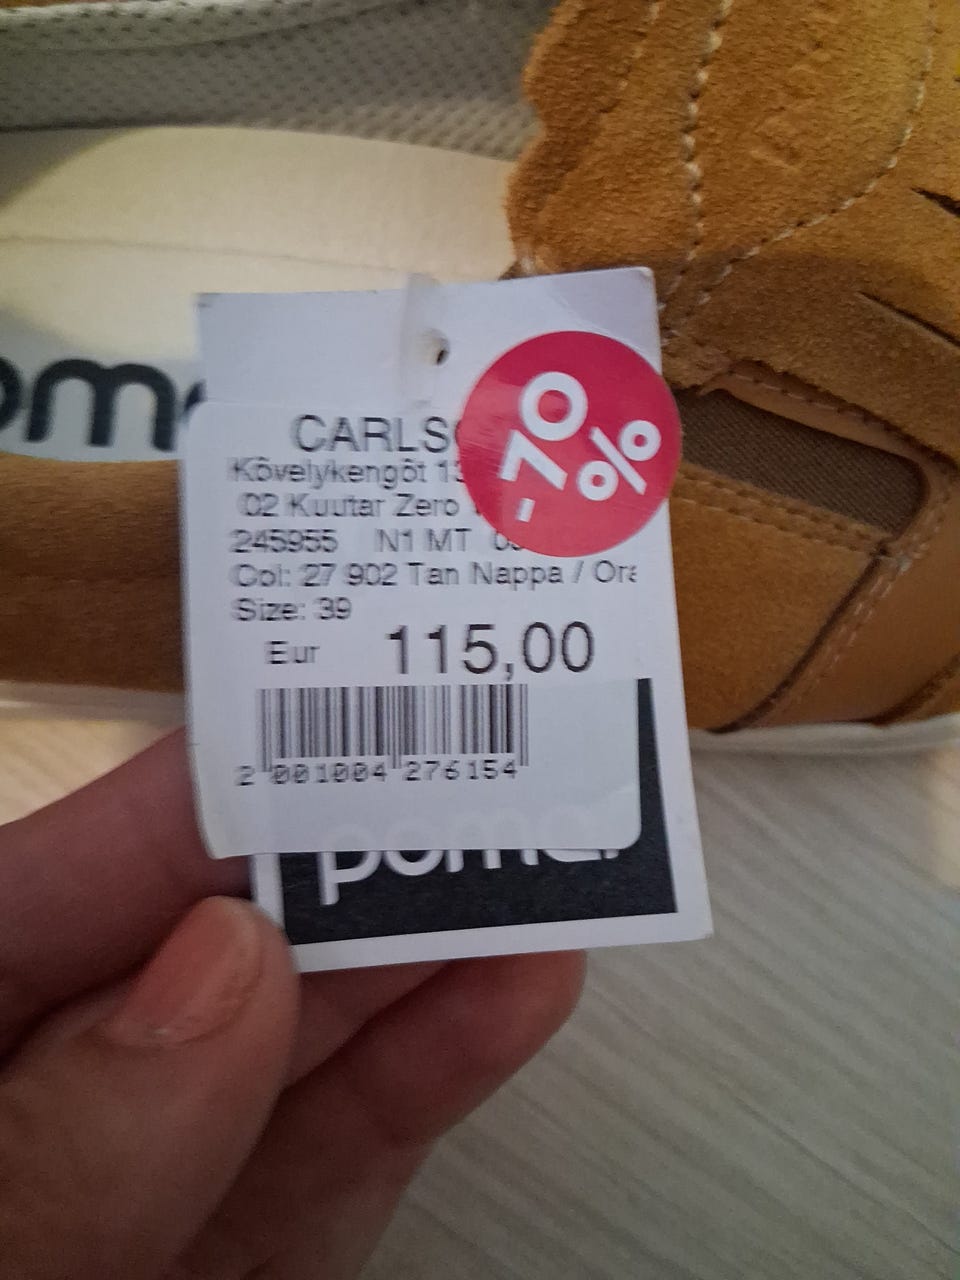 CARLS
-70 %
Kävelykengät 13
02 Kuutar Zero
245955 N1 MT
Col: 27 902 Tan Nappa / Ora
Size: 39
Eur 115,00
2 001004 276154
pomar